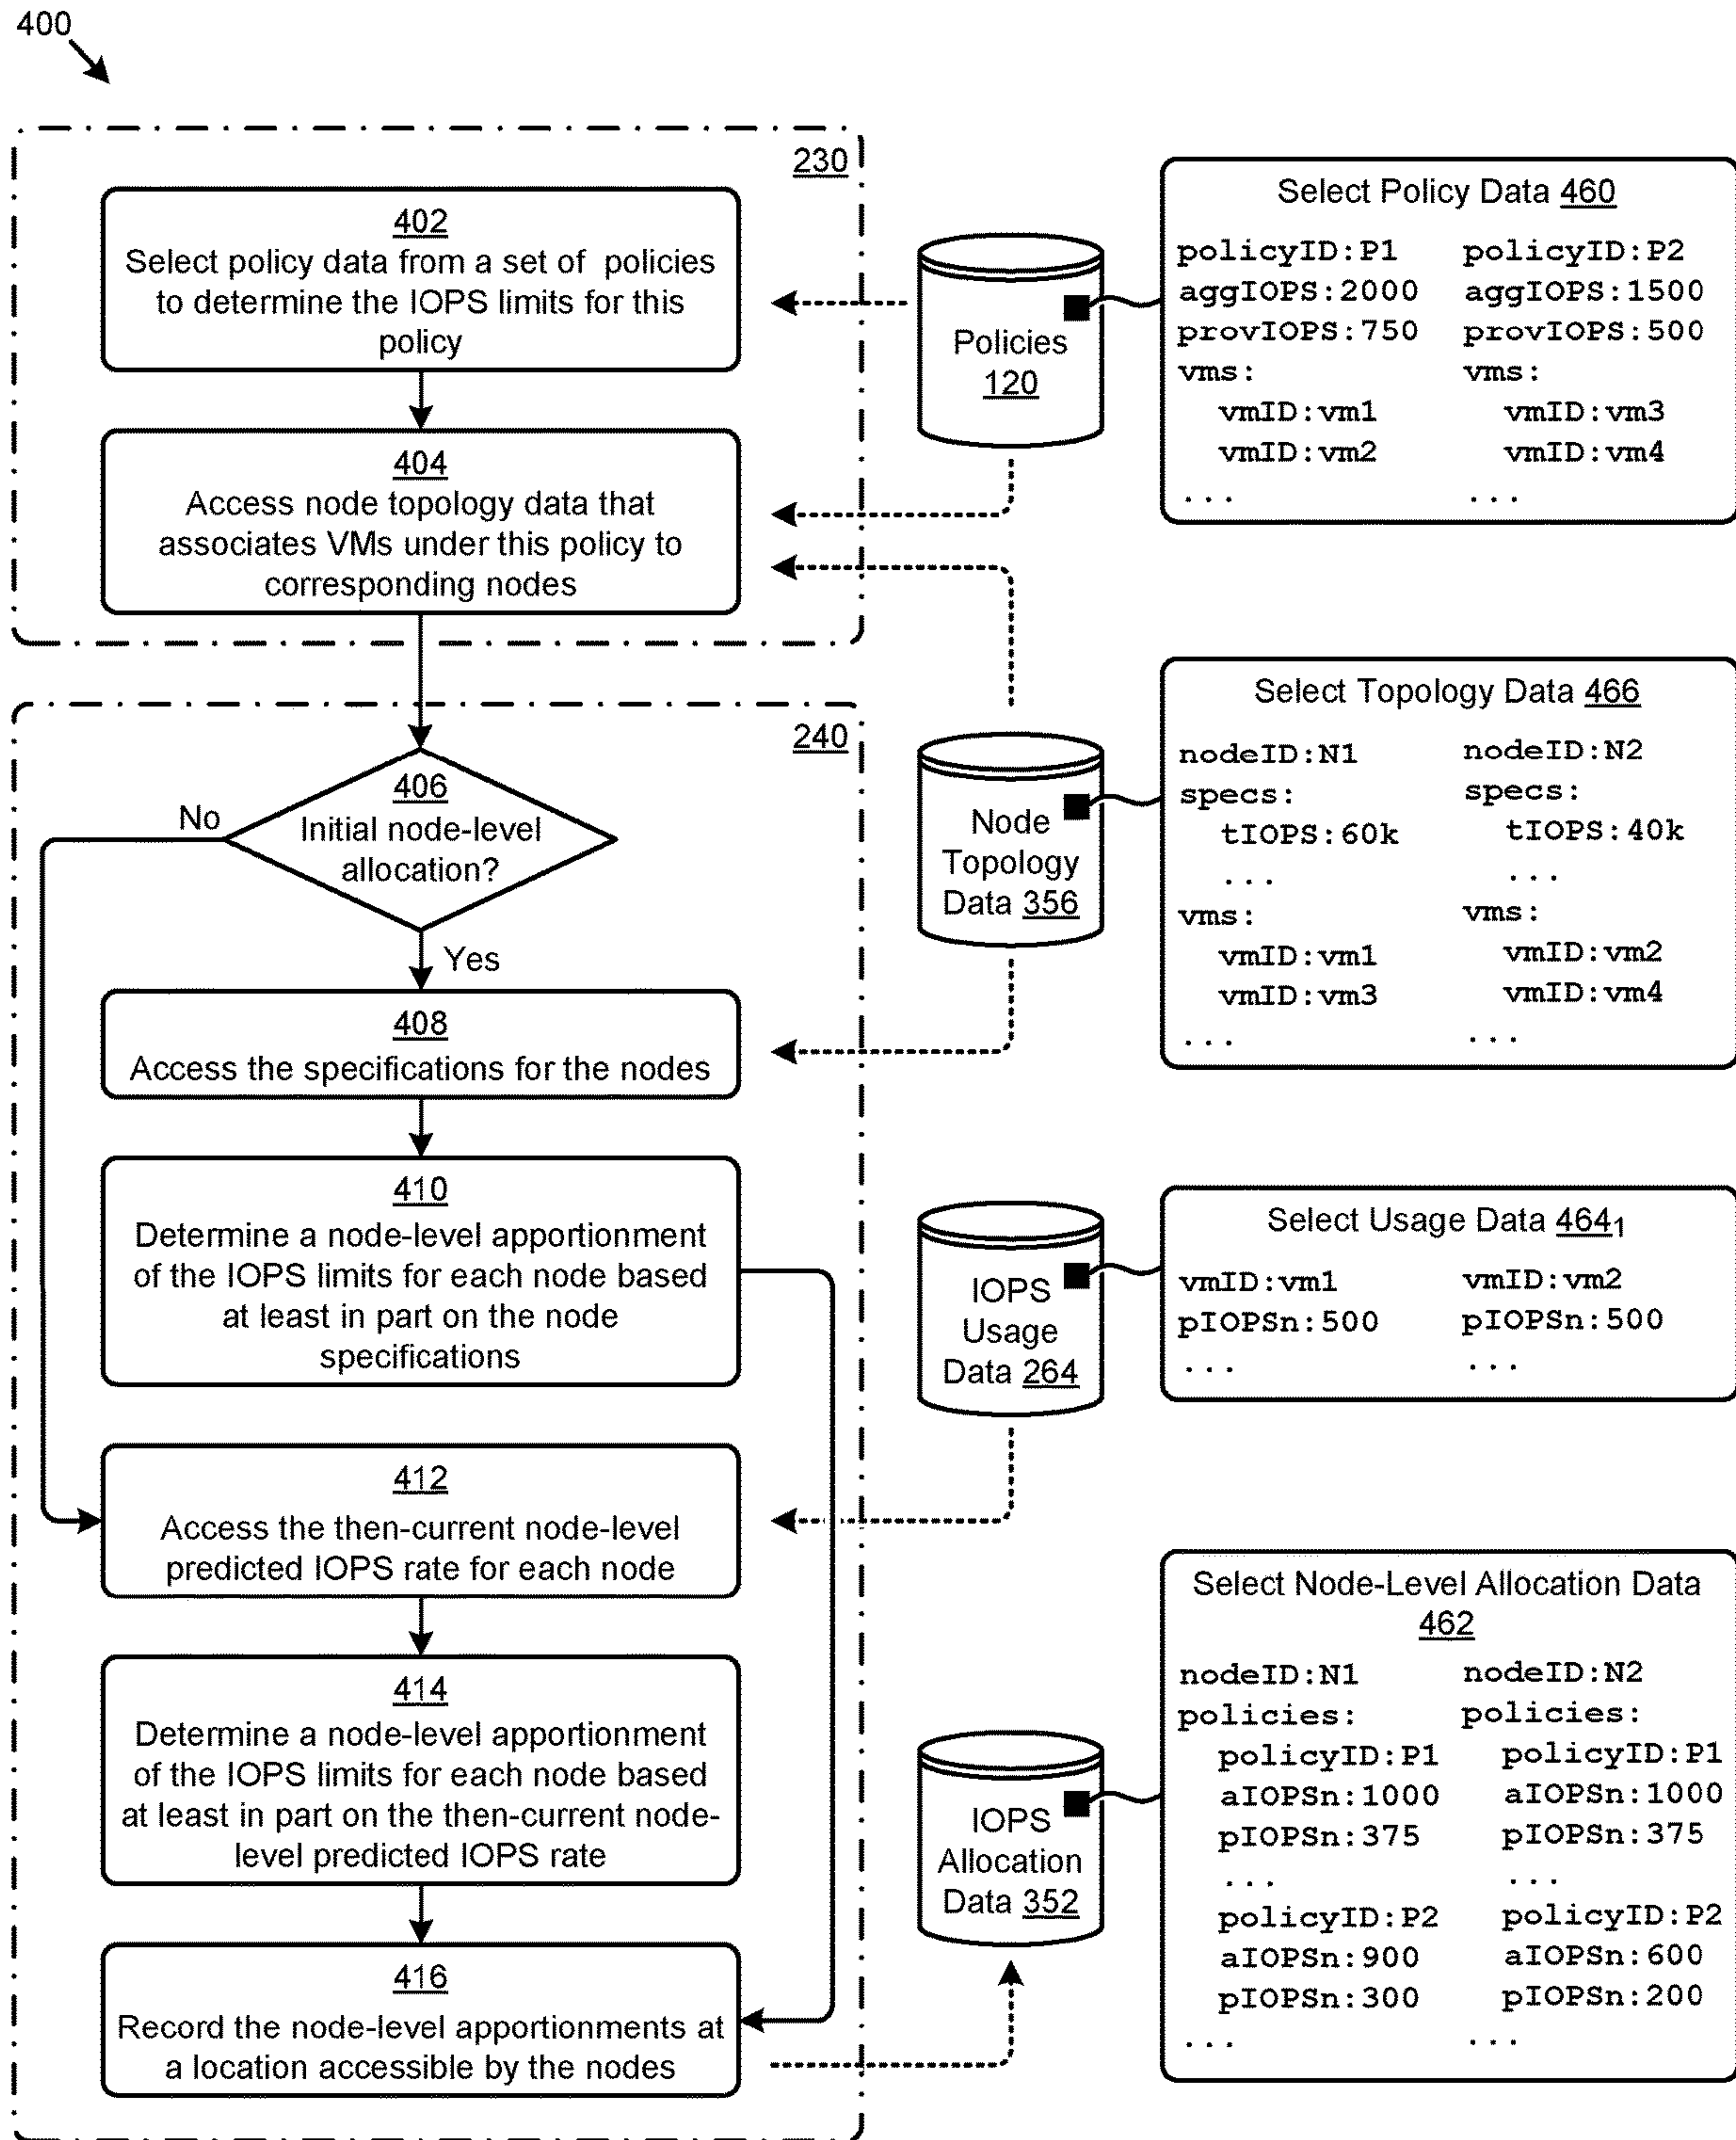 400
230
402
Select policy data from a set of policies
to determine the IOPS limits for this
policy
404
Access node topology data that
associates VMs under this policy to
corresponding nodes
240
406
Initial node-level
allocation?
No
Yes
408
Access the specifications for the nodes
410
Determine a node-level apportionment
of the IOPS limits for each node based
at least in part on the node
specifications
412
Access the then-current node-level
predicted IOPS rate for each node
414
Determine a node-level apportionment
of the IOPS limits for each node based
at least in part on the then-current node-
level predicted IOPS rate
416
Record the node-level apportionments at
a location accessible by the nodes
Policies
120
Node
Topology
Data 356
IOPS
Usage
Data 264
IOPS
Allocation
Data 352
Select Policy Data 460
policyID:P1 policyID:P2
aggIOPS:2000 aggIOPS:1500
provIOPS:750 provIOPS:500
vms: vms:
vmID:vm1 vmID:vm3
vmID:vm2 vmID:vm4
... ...
Select Topology Data 466
nodeID:N1 nodeID:N2
specs: specs:
tIOPS:60k tIOPS:40k
... ...
vms: vms:
vmID:vm1 vmID:vm2
vmID:vm3 vmID:vm4
... ...
Select Usage Data 464₁
vmID:vm1 vmID:vm2
pIOPSn:500 pIOPSn:500
... ...
Select Node-Level Allocation Data
462
nodeID:N1 nodeID:N2
policies: policies:
policyID:P1 policyID:P1
aIOPSn:1000 aIOPSn:1000
pIOPSn:375 pIOPSn:375
... ...
policyID:P2 policyID:P2
aIOPSn:900 aIOPSn:600
pIOPSn:300 pIOPSn:200
... ...